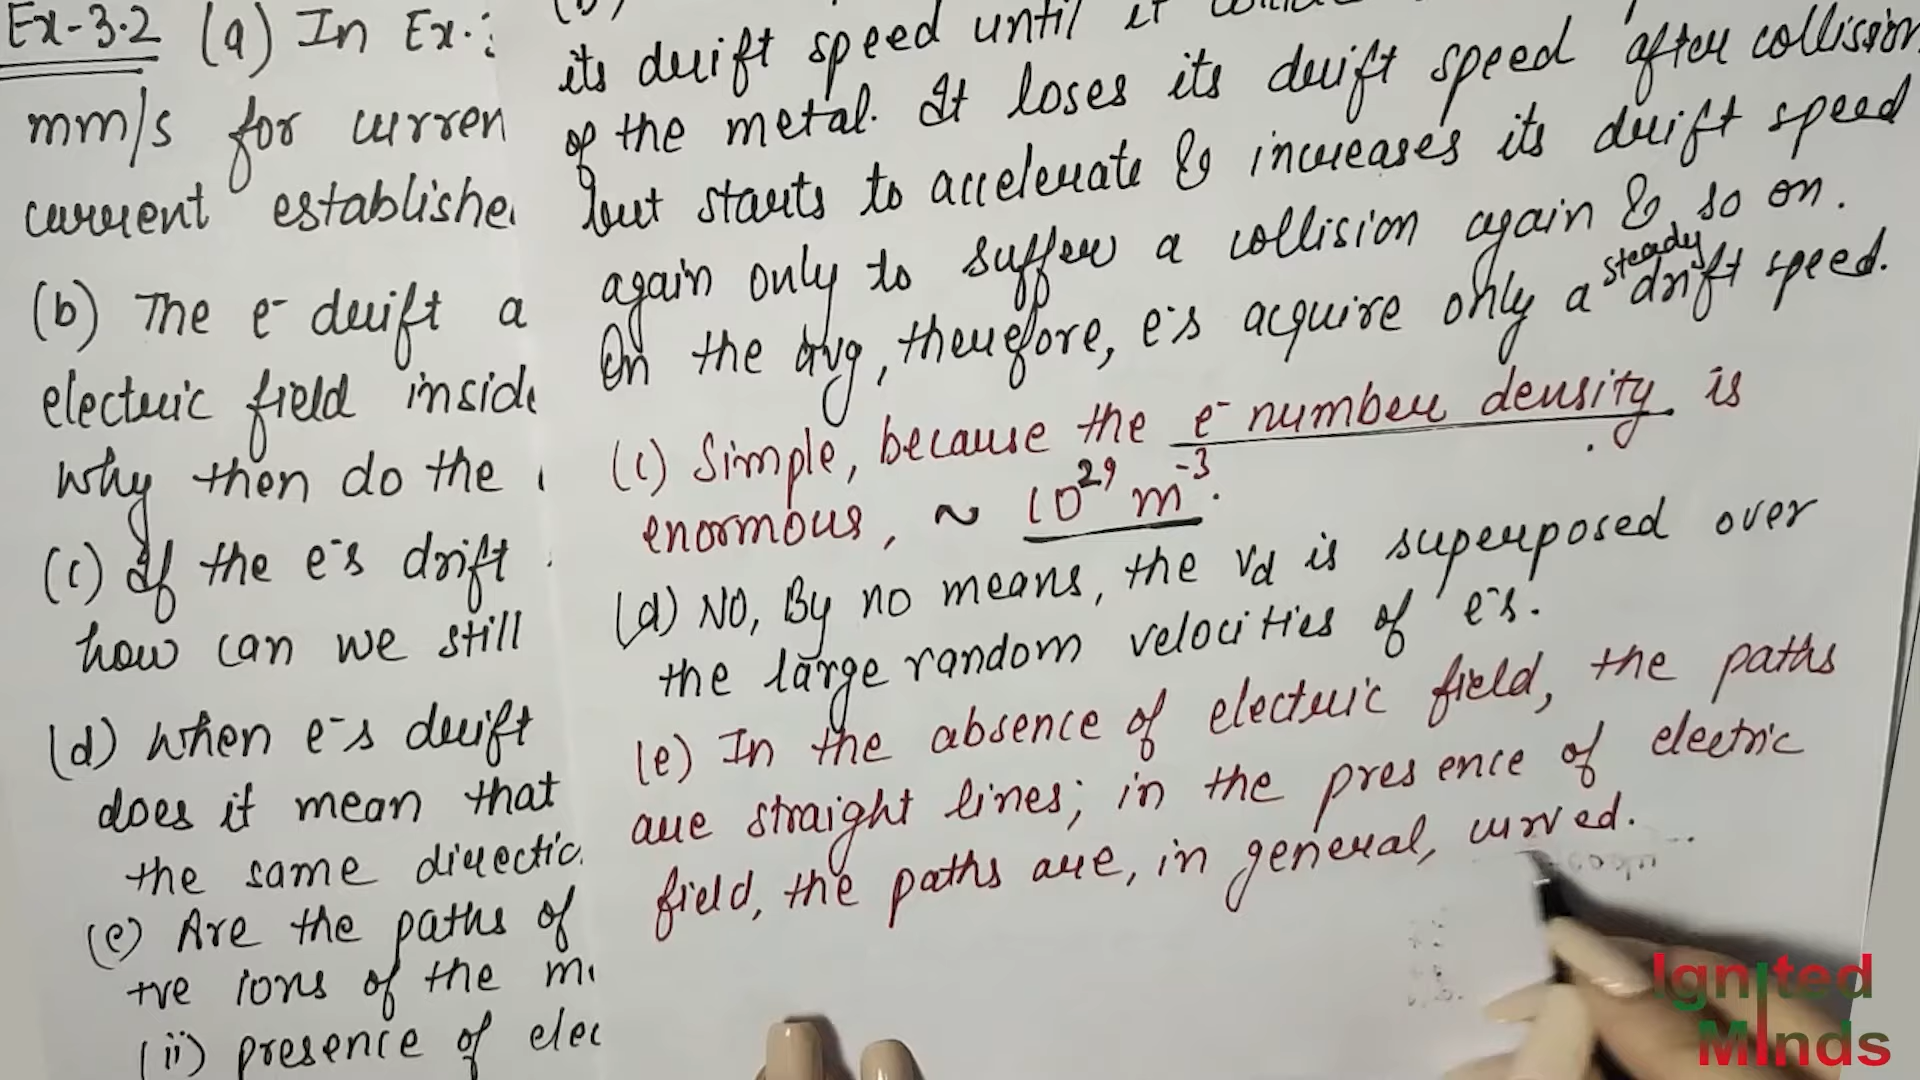 Ex-3.2 (a) In Ex.
mm/s for curren
current establishe
(b) The e⁻ drift a
electric field inside
why then do the
(c) If the e⁻s drift
how can we still
(d) When e⁻s drift
does it mean that
the same directio
(e) Are the paths of
+ve ions of the m
(ii) presence of elec
its drift speed until it
of the metal. It loses its drift speed after collision
but starts to accelerate & increases its drift speed
again only to suffer a collision again & so on.
On the avg, therefore, e⁻s acquire only a steady drift speed.
(c) Simple, because the e⁻ number density is
enormous, ~ 10²⁹ m⁻³.
(d) NO, By no means, the vd is superposed over
the large random velocities of e⁻s.
(e) In the absence of electric field, the paths
are straight lines; in the presence of electric
field, the paths are, in general, curved.
Ignited
Minds